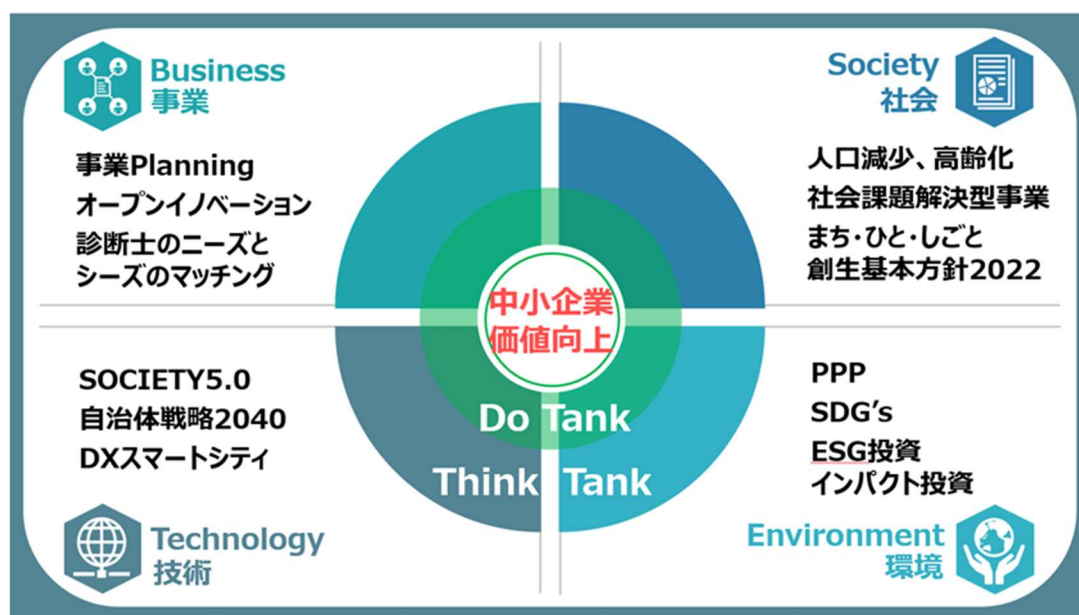 Business
事業
事業Planning
オープンイノベーション
診断士のニーズと
シーズのマッチング
Society
社会
人口減少、高齢化
社会課題解決型事業
まち・ひと・しごと
創生基本方針2022
中小企業
価値向上
Do Tank
Think Tank
SOCIETY5.0
自治体戦略2040
DXスマートシティ
Technology
技術
PPP
SDG's
ESG投資
インパクト投資
Environment
環境